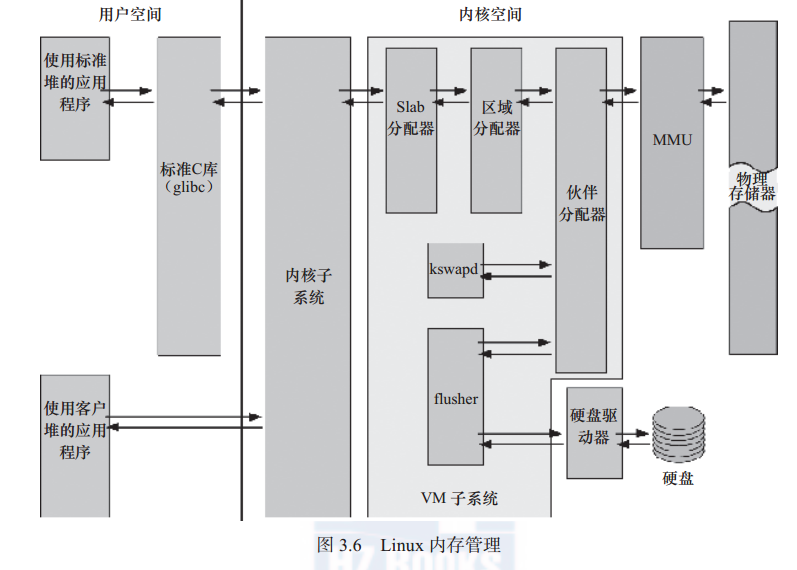 用户空间
内核空间
使用标准
堆的应用
程序
标准C库
（glibc）
内核子
系统
Slab
分配器
区域
分配器
伙伴
分配器
MMU
物理
存储器
kswapd
flusher
使用客户
堆的应用
程序
硬盘驱
动器
硬盘
VM 子系统
图 3.6 Linux 内存管理
HZ BOOKS